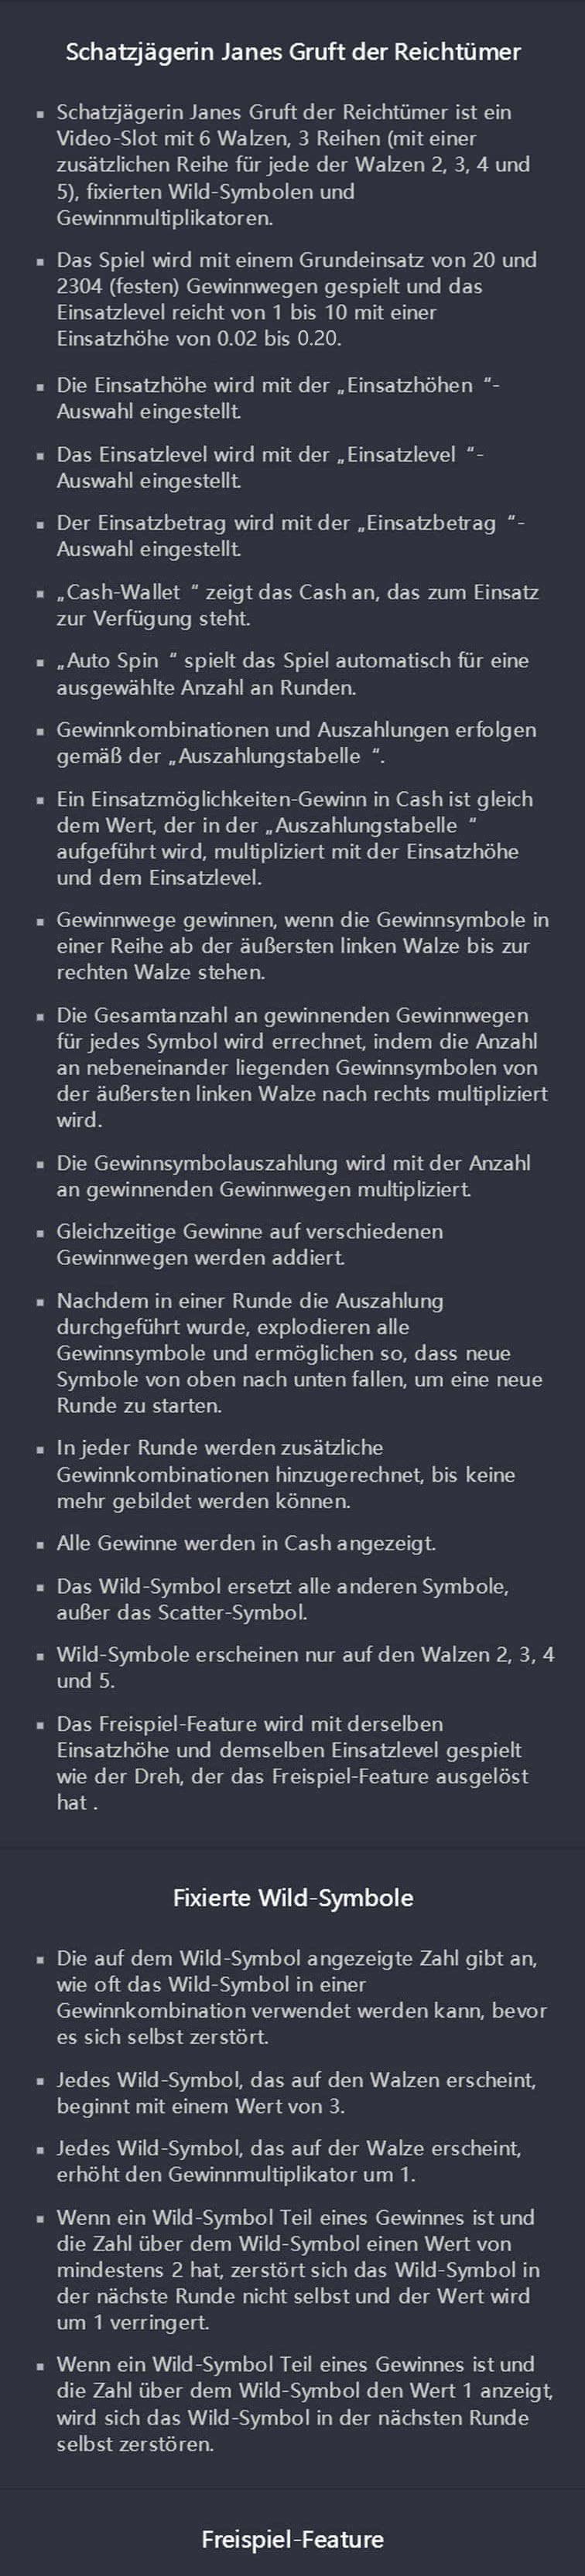 Schatzjägerin Janes Gruft der Reichtümer
▪ Schatzjägerin Janes Gruft der Reichtümer ist ein
Video-Slot mit 6 Walzen, 3 Reihen (mit einer
zusätzlichen Reihe für jede der Walzen 2, 3, 4 und
5), fixierten Wild-Symbolen und
Gewinnmultiplikatoren.
▪ Das Spiel wird mit einem Grundeinsatz von 20 und
2304 (festen) Gewinnwegen gespielt und das
Einsatzlevel reicht von 1 bis 10 mit einer
Einsatzhöhe von 0.02 bis 0.20.
▪ Die Einsatzhöhe wird mit der „Einsatzhöhen “-
Auswahl eingestellt.
▪ Das Einsatzlevel wird mit der „Einsatzlevel “-
Auswahl eingestellt.
▪ Der Einsatzbetrag wird mit der „Einsatzbetrag “-
Auswahl eingestellt.
▪ „Cash-Wallet “ zeigt das Cash an, das zum Einsatz
zur Verfügung steht.
▪ „Auto Spin “ spielt das Spiel automatisch für eine
ausgewählte Anzahl an Runden.
▪ Gewinnkombinationen und Auszahlungen erfolgen
gemäß der „Auszahlungstabelle “.
▪ Ein Einsatzmöglichkeiten-Gewinn in Cash ist gleich
dem Wert, der in der „Auszahlungstabelle “
aufgeführt wird, multipliziert mit der Einsatzhöhe
und dem Einsatzlevel.
▪ Gewinnwege gewinnen, wenn die Gewinnsymbole in
einer Reihe ab der äußersten linken Walze bis zur
rechten Walze stehen.
▪ Die Gesamtanzahl an gewinnenden Gewinnwegen
für jedes Symbol wird errechnet, indem die Anzahl
an nebeneinander liegenden Gewinnsymbolen von
der äußersten linken Walze nach rechts multipliziert
wird.
▪ Die Gewinnsymbolauszahlung wird mit der Anzahl
an gewinnenden Gewinnwegen multipliziert.
▪ Gleichzeitige Gewinne auf verschiedenen
Gewinnwegen werden addiert.
▪ Nachdem in einer Runde die Auszahlung
durchgeführt wurde, explodieren alle
Gewinnsymbole und ermöglichen so, dass neue
Symbole von oben nach unten fallen, um eine neue
Runde zu starten.
▪ In jeder Runde werden zusätzliche
Gewinnkombinationen hinzugerechnet, bis keine
mehr gebildet werden können.
▪ Alle Gewinne werden in Cash angezeigt.
▪ Das Wild-Symbol ersetzt alle anderen Symbole,
außer das Scatter-Symbol.
▪ Wild-Symbole erscheinen nur auf den Walzen 2, 3, 4
und 5.
▪ Das Freispiel-Feature wird mit derselben
Einsatzhöhe und demselben Einsatzlevel gespielt
wie der Dreh, der das Freispiel-Feature ausgelöst
hat .
Fixierte Wild-Symbole
▪ Die auf dem Wild-Symbol angezeigte Zahl gibt an,
wie oft das Wild-Symbol in einer
Gewinnkombination verwendet werden kann, bevor
es sich selbst zerstört.
▪ Jedes Wild-Symbol, das auf den Walzen erscheint,
beginnt mit einem Wert von 3.
▪ Jedes Wild-Symbol, das auf der Walze erscheint,
erhöht den Gewinnmultiplikator um 1.
▪ Wenn ein Wild-Symbol Teil eines Gewinnes ist und
die Zahl über dem Wild-Symbol einen Wert von
mindestens 2 hat, zerstört sich das Wild-Symbol in
der nächste Runde nicht selbst und der Wert wird
um 1 verringert.
▪ Wenn ein Wild-Symbol Teil eines Gewinnes ist und
die Zahl über dem Wild-Symbol den Wert 1 anzeigt,
wird sich das Wild-Symbol in der nächsten Runde
selbst zerstören.
Freispiel-Feature